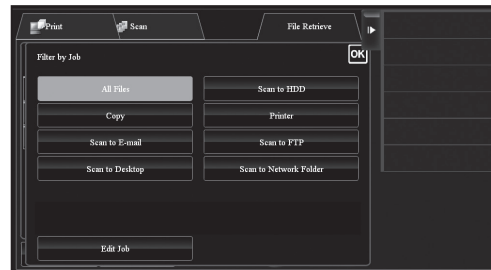 Print Scan File Retrieve
Filter by Job OK
All Files Scan to HDD
Copy Printer
Scan to E-mail Scan to FTP
Scan to Desktop Scan to Network Folder
Edit Job